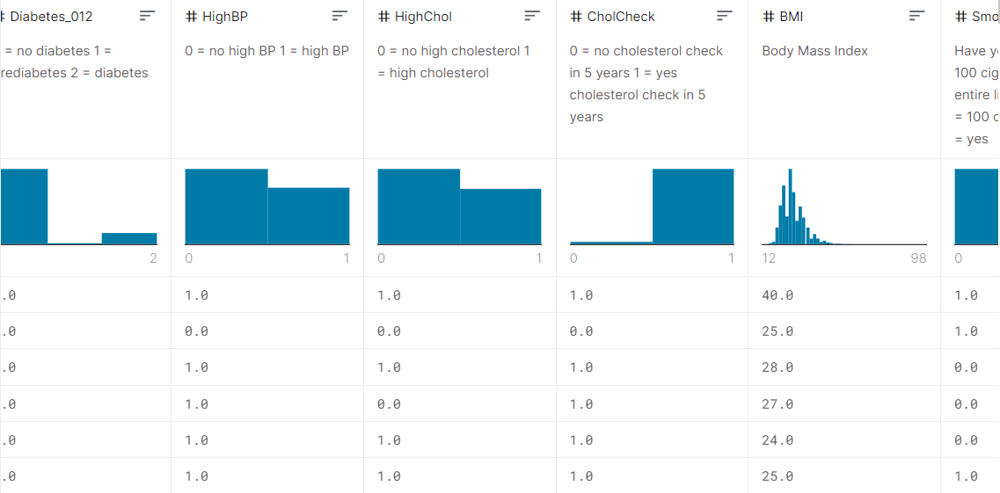 # Diabetes_012 # HighBP # HighChol # CholCheck # BMI # Smo
= no diabetes 1 = 0 = no high BP 1 = high BP 0 = no high cholesterol 1 0 = no cholesterol check Body Mass Index Have y
rediabetes 2 = diabetes = high cholesterol in 5 years 1 = yes 100 cig
cholesterol check in 5 entire li
years = 100 c
= yes
2 0 1 0 1 0 1 12 98 0
.0 1.0 1.0 1.0 40.0 1.0
.0 0.0 0.0 0.0 25.0 1.0
.0 1.0 1.0 1.0 28.0 0.0
.0 1.0 0.0 1.0 27.0 0.0
.0 1.0 1.0 1.0 24.0 0.0
.0 1.0 1.0 1.0 25.0 1.0